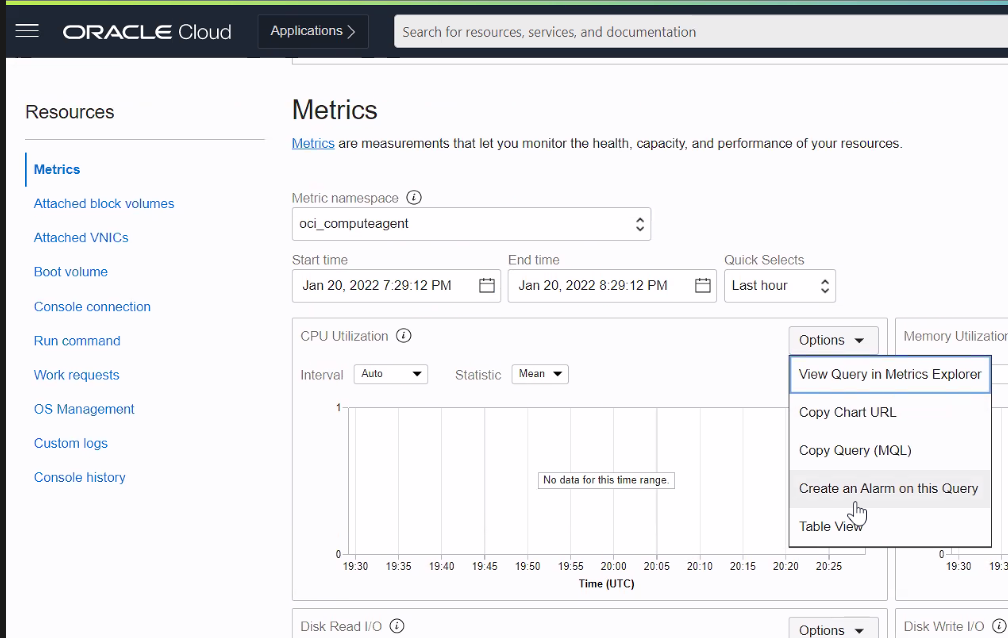 ORACLE Cloud
Applications
Search for resources, services, and documentation
Resources
Metrics
Attached block volumes
Attached VNICs
Boot volume
Console connection
Run command
Work requests
OS Management
Custom logs
Console history
Metrics
Metrics are measurements that let you monitor the health, capacity, and performance of your resources.
Metric namespace i
oci_computeagent
Start time End time Quick Selects
Jan 20, 2022 7:29:12 PM Jan 20, 2022 8:29:12 PM Last hour
CPU Utilization i Options
Interval Auto Statistic Mean
View Query in Metrics Explorer
Copy Chart URL
Copy Query (MQL)
Create an Alarm on this Query
Table View
1
No data for this time range.
0
19:30 19:35 19:40 19:45 19:50 19:55 20:00 20:05 20:10 20:15 20:20 20:25
Time (UTC)
Memory Utilization
0
19:30 19:3
Disk Read I/O i Options
Disk Write I/O i